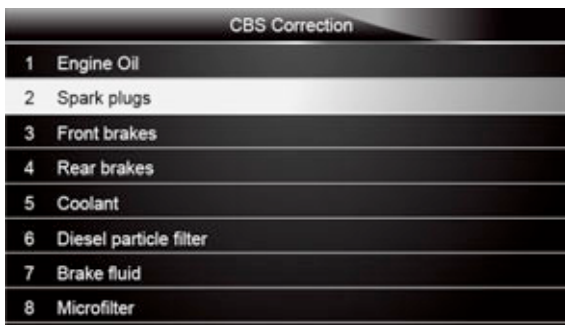 CBS Correction
1 Engine Oil
2 Spark plugs
3 Front brakes
4 Rear brakes
5 Coolant
6 Diesel particle filter
7 Brake fluid
8 Microfilter